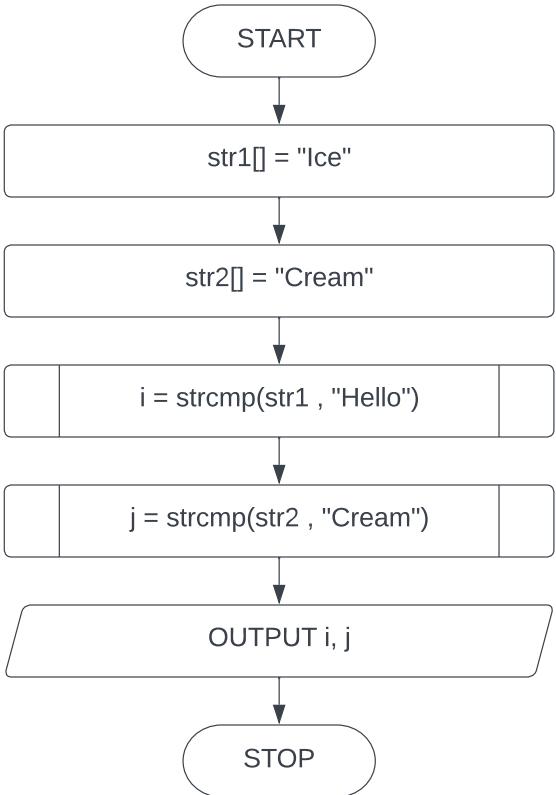 START
str1[] = "Ice"
str2[] = "Cream"
i = strcmp(str1 , "Hello")
j = strcmp(str2 , "Cream")
OUTPUT i, j
STOP